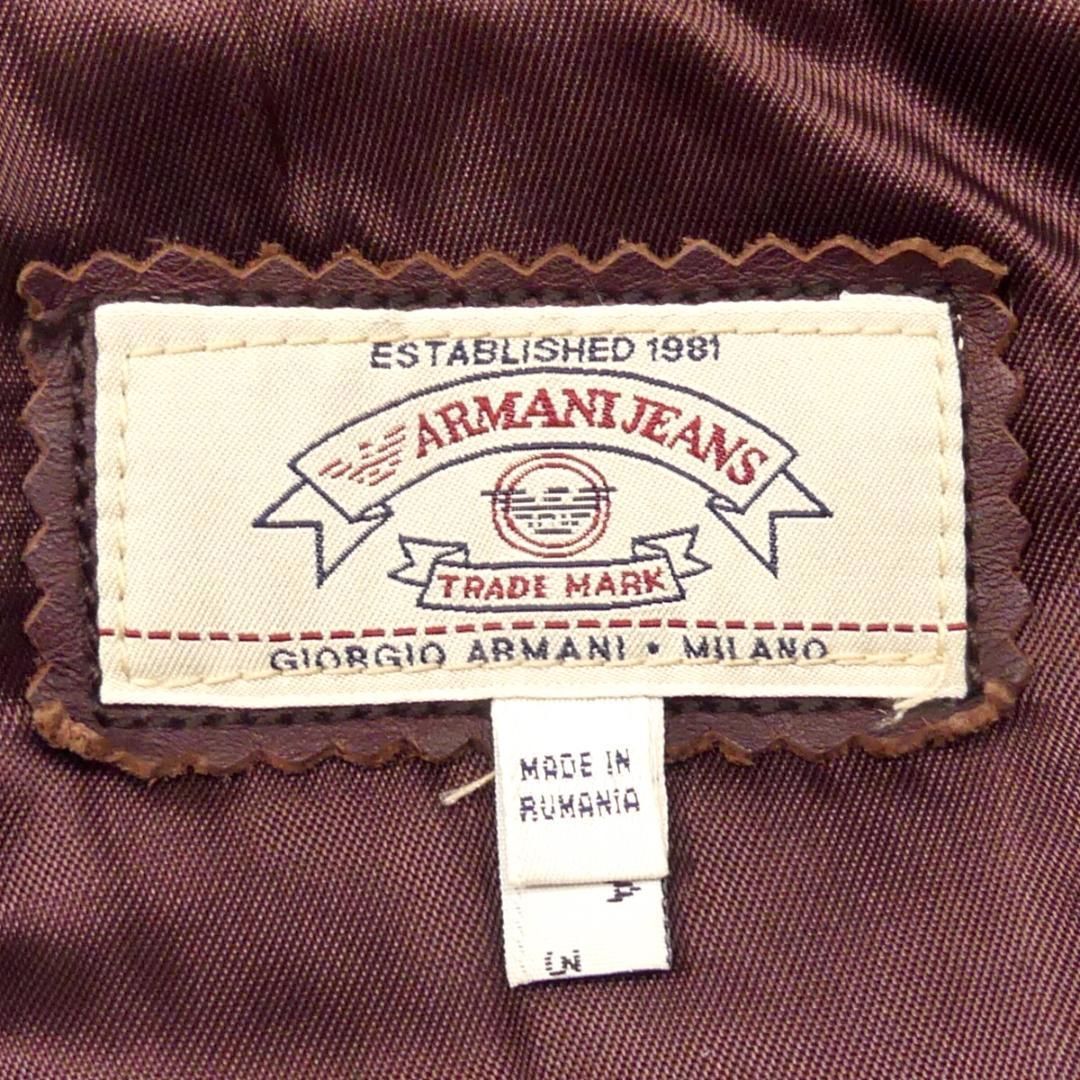 ESTABLISHED 1981
ARMANI JEANS
TRADE MARK
GIORGIO ARMANI • MILANO
MADE IN
RUMANIA